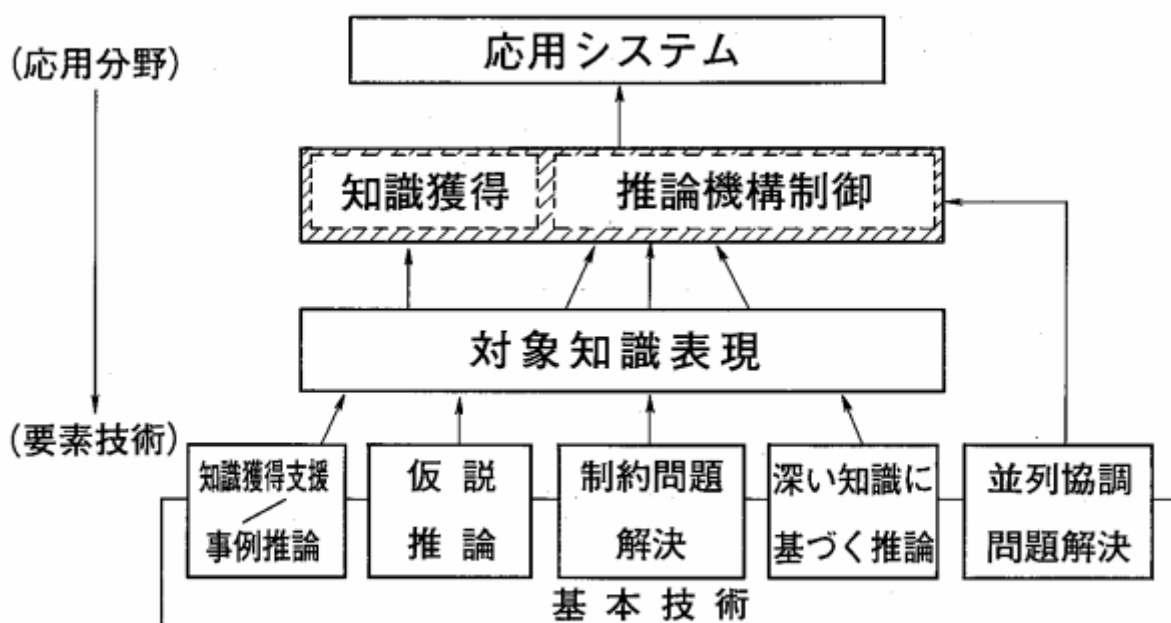 応用システム
(応用分野)
知識獲得
推論機構制御
対象知識表現
(要素技術)
知識獲得支援
事例推論
仮説
推論
制約問題
解決
深い知識に
基づく推論
並列協調
問題解決
基本技術